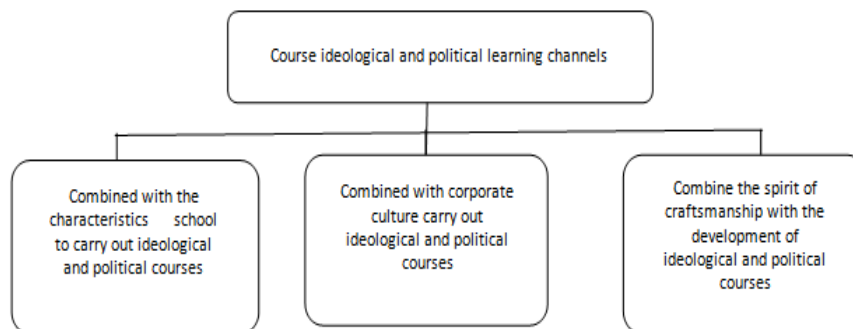 Course ideological and political learning channels
Combined with the
characteristics school
to carry out ideological
and political courses
Combined with corporate
culture carry out
ideological and political
courses
Combine the spirit of
craftsmanship with the
development of
ideological and political
courses